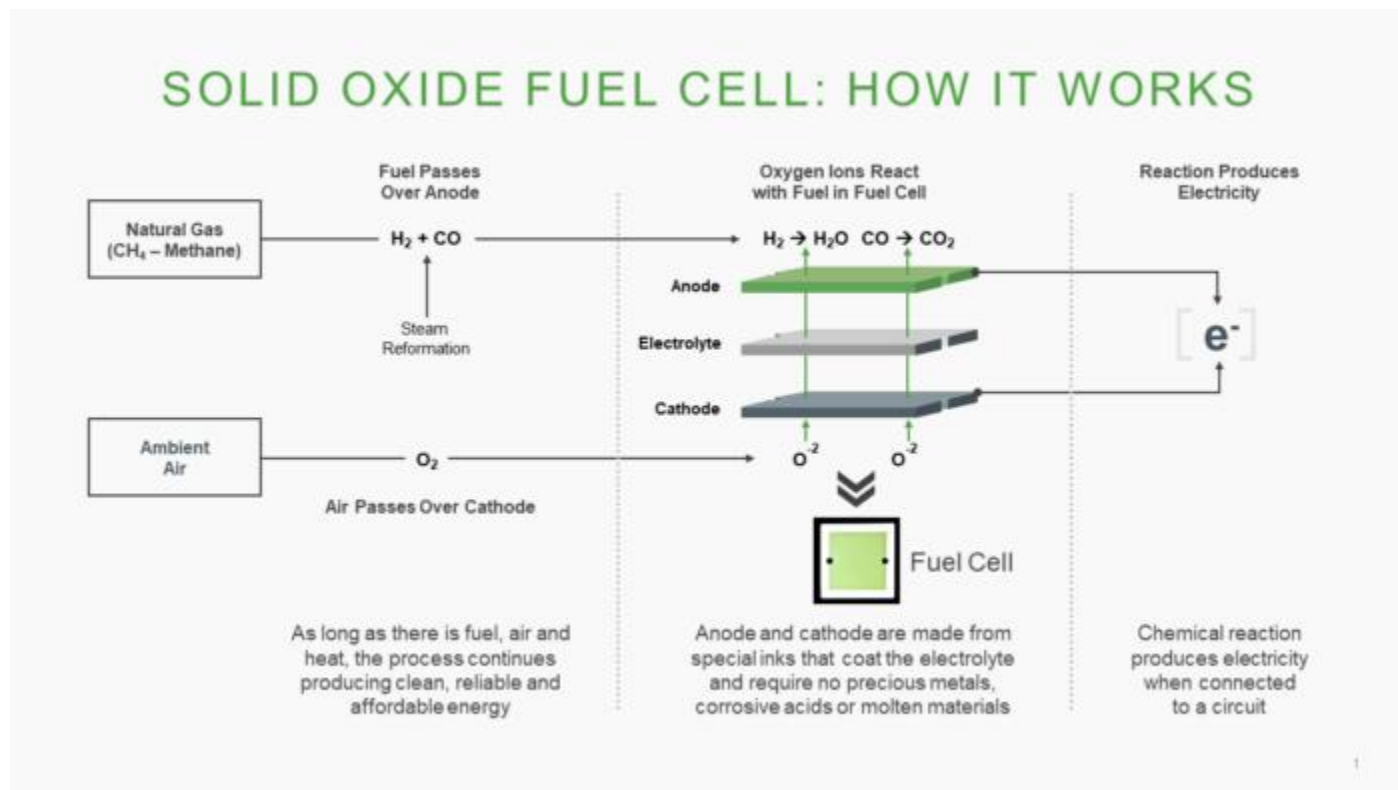 SOLID OXIDE FUEL CELL: HOW IT WORKS
Fuel Passes
Over Anode
Oxygen Ions React
with Fuel in Fuel Cell
Reaction Produces
Electricity
Natural Gas
(CH₄ – Methane)
H₂ + CO
H₂ → H₂O CO → CO₂
Anode
Steam
Reformation
Electrolyte
e⁻
Cathode
Ambient
Air
O₂
O⁻² O⁻²
Air Passes Over Cathode
Fuel Cell
As long as there is fuel, air and
heat, the process continues
producing clean, reliable and
affordable energy
Anode and cathode are made from
special inks that coat the electrolyte
and require no precious metals,
corrosive acids or molten materials
Chemical reaction
produces electricity
when connected
to a circuit
1